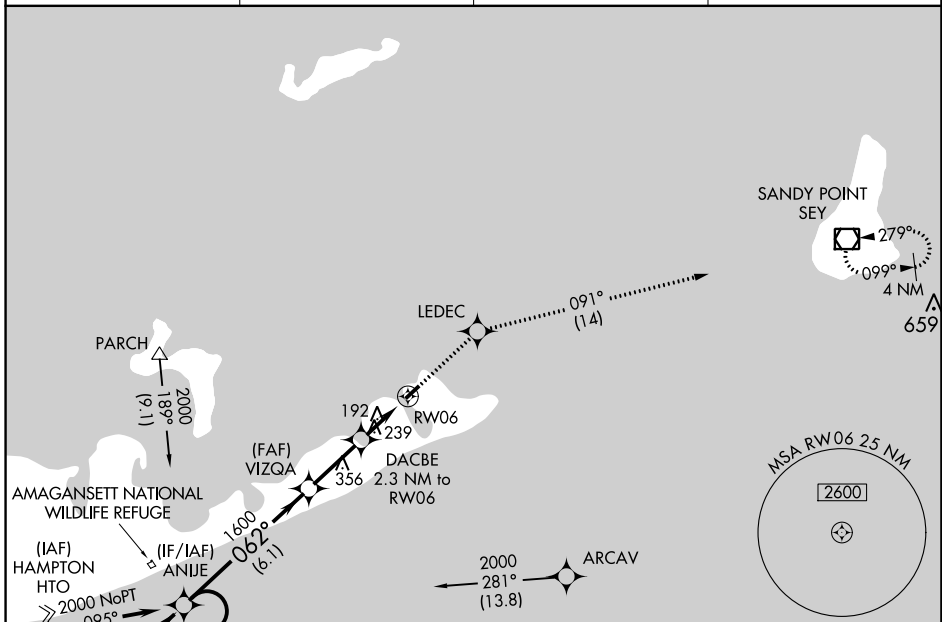 SANDY POINT
SEY
279°
099°
4 NM
659
LEDEC
091°
(14)
PARCH
2000
189°
(9.1)
192
RW06
239
(FAF)
VIZQA
356
DACBE
2.3 NM to
RW06
MSA RW06 25 NM
2600
AMAGANSETT NATIONAL
WILDLIFE REFUGE
1600
062°
(6.1)
(IAF)
HAMPTON
HTO
(IF/IAF)
ANIJE
2000 NoPT
095°
ARCAV
2000
281°
(13.8)